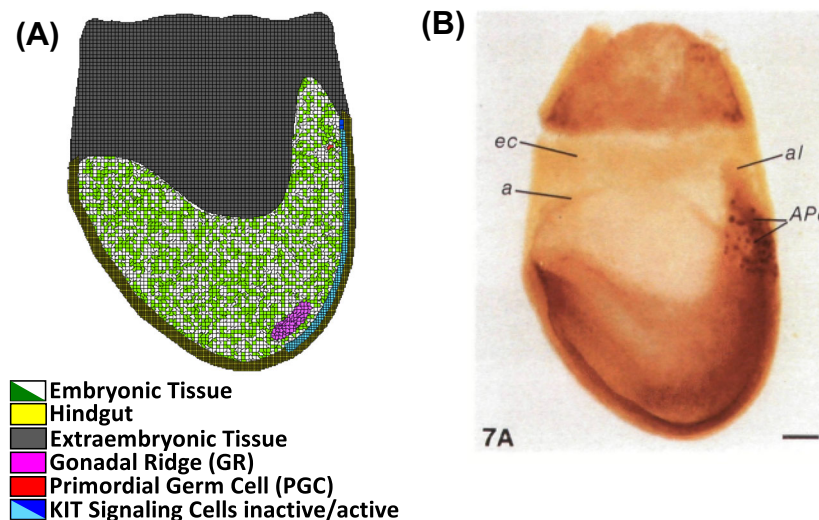 (A)
(B)
ec
a
al
7A
Embryonic Tissue
Hindgut
Extraembryonic Tissue
Gonadal Ridge (GR)
Primordial Germ Cell (PGC)
KIT Signaling Cells inactive/active